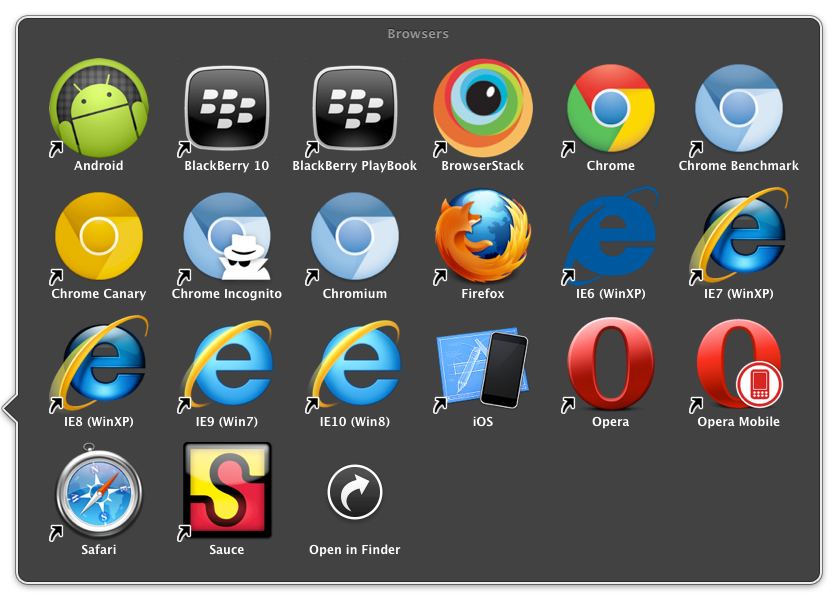 Browsers
Android
BlackBerry 10
BlackBerry PlayBook
BrowserStack
Chrome
Chrome Benchmark
Chrome Canary
Chrome Incognito
Chromium
Firefox
IE6 (WinXP)
IE7 (WinXP)
IE8 (WinXP)
IE9 (Win7)
IE10 (Win8)
iOS
Opera
Opera Mobile
N
Safari
Sauce
Open in Finder